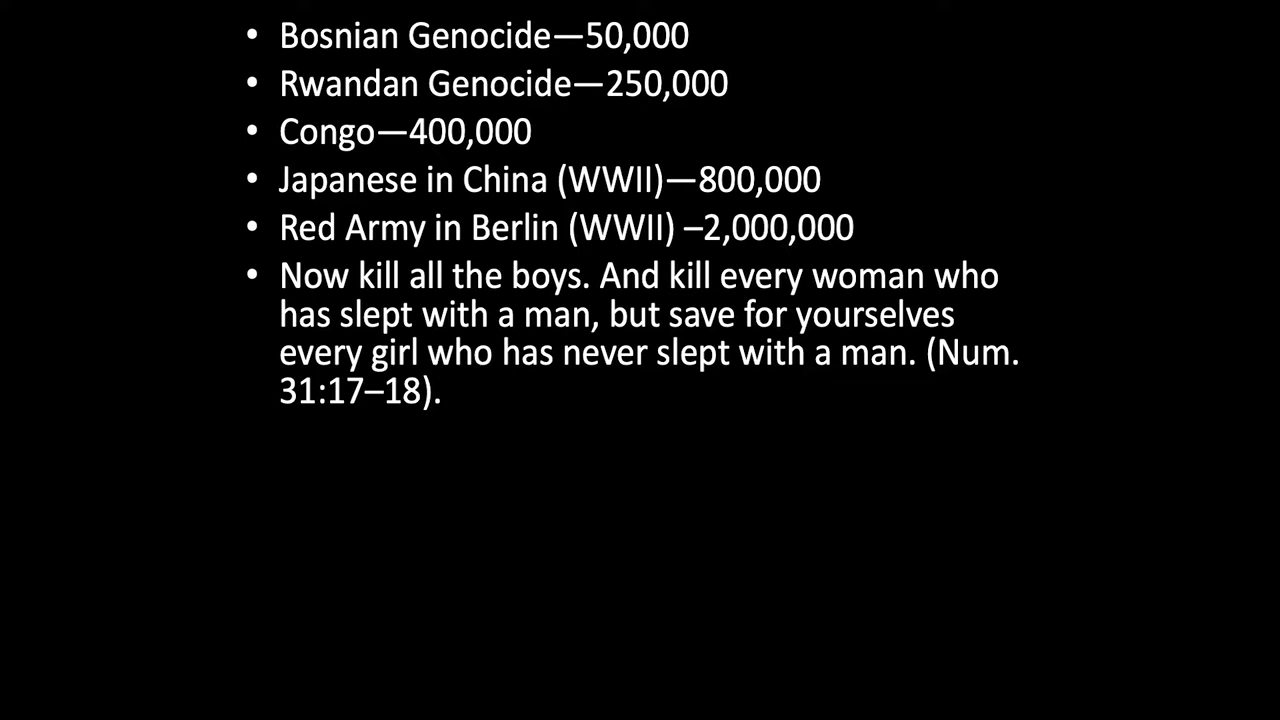 • Bosnian Genocide—50,000
• Rwandan Genocide—250,000
• Congo—400,000
• Japanese in China (WWII)—800,000
• Red Army in Berlin (WWII) –2,000,000
• Now kill all the boys. And kill every woman who
has slept with a man, but save for yourselves
every girl who has never slept with a man. (Num.
31:17–18).